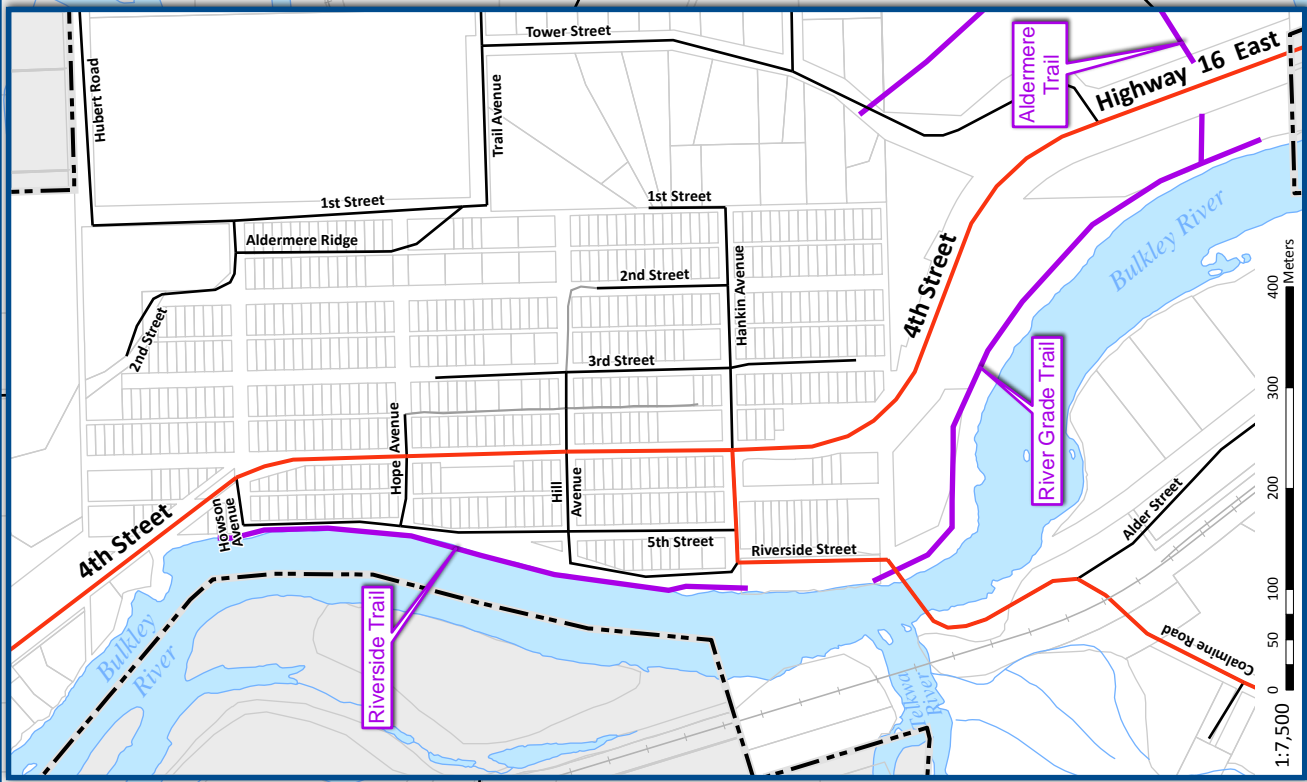 Tower Street
Aldermere
Trail
Highway 16 East
Hubert Road
Trail Avenue
1st Street
1st Street
Aldermere Ridge
Bulkley River
2nd Street
Hankin Avenue
4th Street
Meters
400
2nd Street
3rd Street
300
River Grade Trail
Hope Avenue
Hill
Avenue
200
Howson
Avenue
4th Street
5th Street
Riverside Street
Alder Street
100
Riverside Trail
Bulkley
River
50
Coalmine Road
Telkwa
River
0
1:7,500